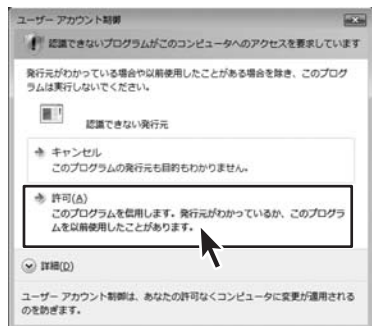 ユーザー アカウント制御
認識できないプログラムがこのコンピュータへのアクセスを要求しています
発行元がわかっている場合や以前使用したことがある場合を除き、このプログ
ラムは実行しないでください。
認識できない発行元
キャンセル
このプログラムの発行元も目的もわかりません。
許可(A)
このプログラムを信用します。発行元がわかっているか、このプログラ
ムを以前使用したことがあります。
詳細(D)
ユーザー アカウント制御は、あなたの許可なくコンピュータに変更が適用される
のを防ぎます。